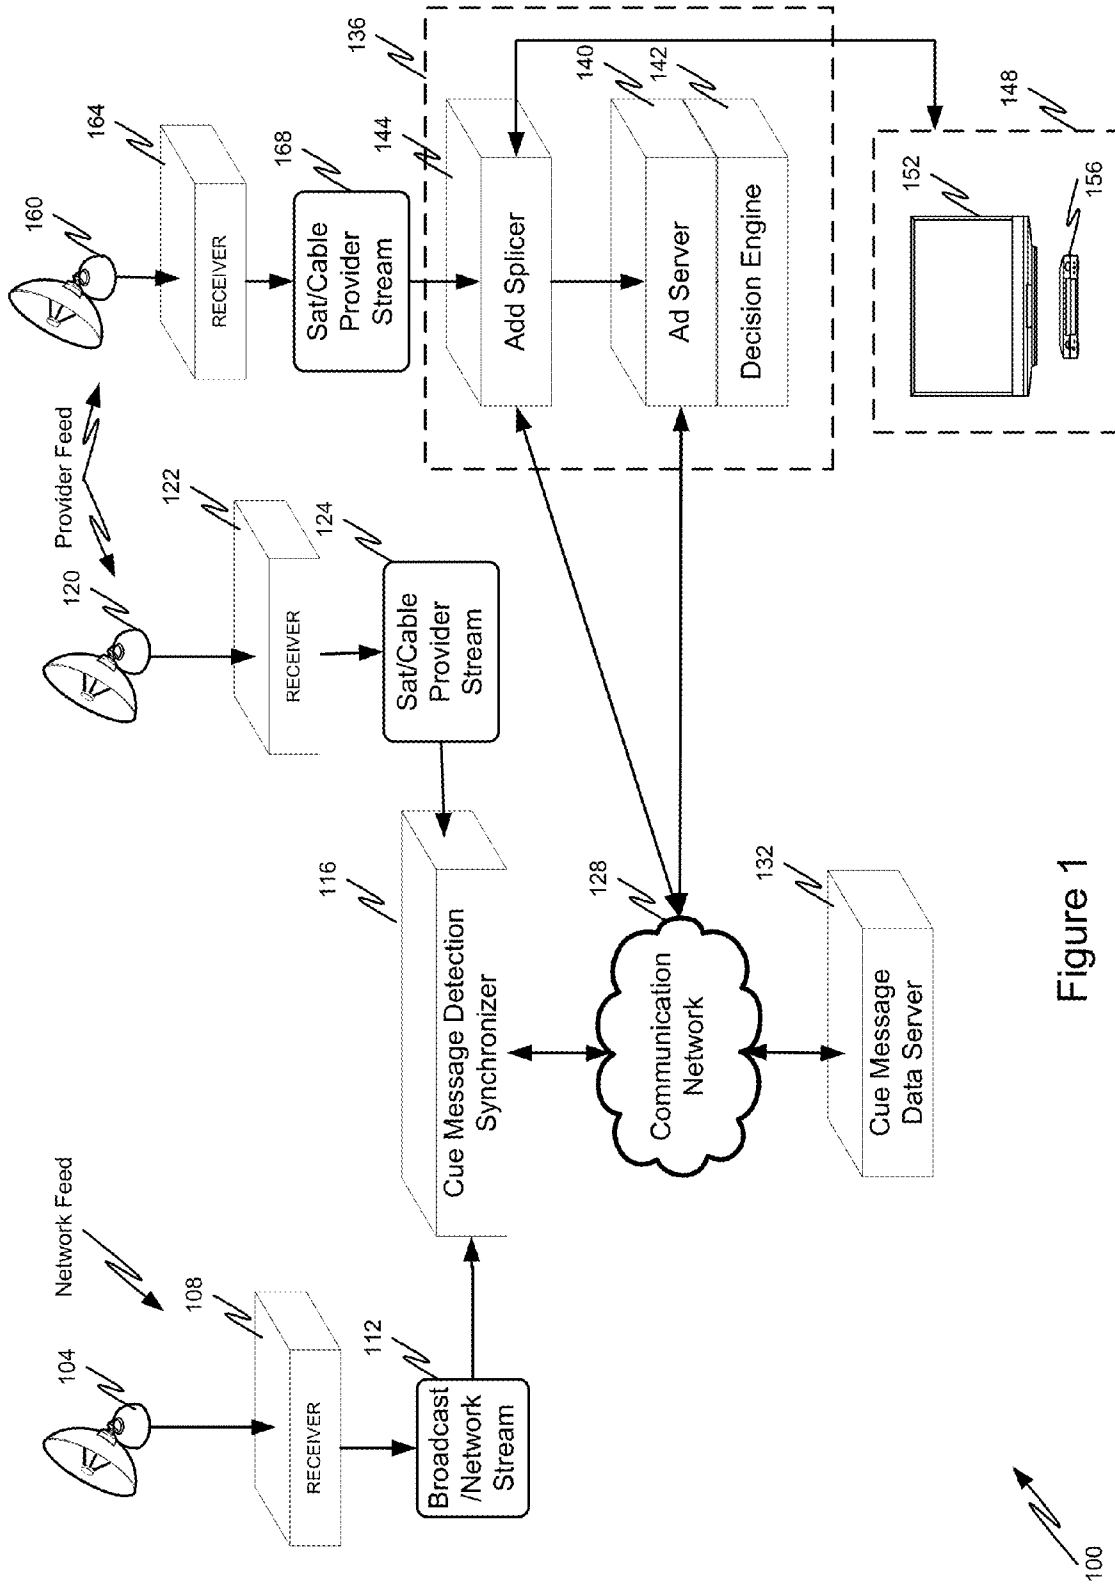 Network Feed
104
108
RECEIVER
112
Broadcast
/Network
Stream
Provider Feed
120
122
RECEIVER
124
Sat/Cable
Provider
Stream
160
164
RECEIVER
168
Sat/Cable
Provider
Stream
116
Cue Message Detection
Synchronizer
128
Communication
Network
132
Cue Message
Data Server
136
144
Add Splicer
140
142
Ad Server
Decision Engine
148
152
156
100
Figure 1